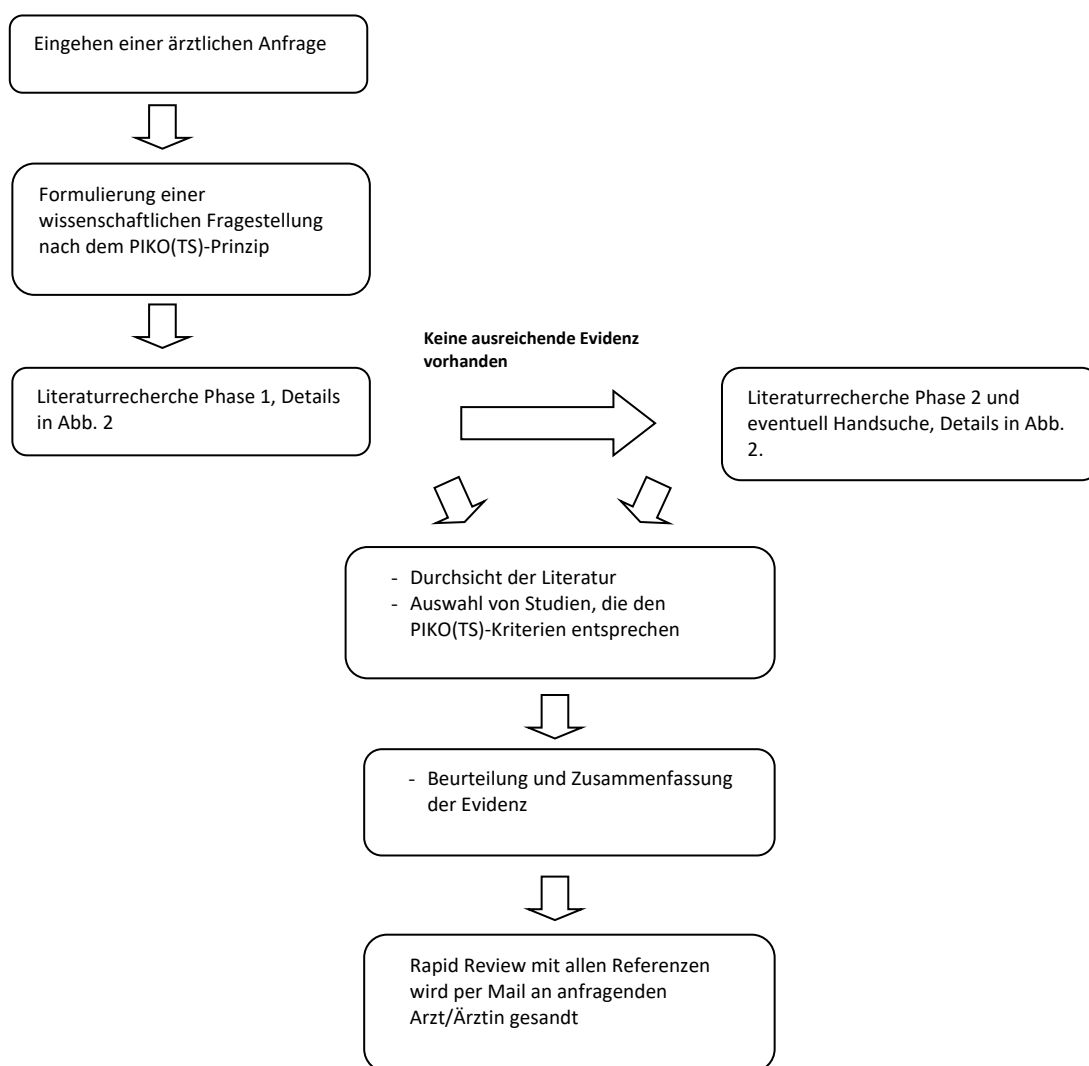 Eingehen einer ärztlichen Anfrage
Formulierung einer
wissenschaftlichen Fragestellung
nach dem PIKO(TS)-Prinzip
Keine ausreichende Evidenz
vorhanden
Literaturrecherche Phase 1, Details
in Abb. 2
Literaturrecherche Phase 2 und
eventuell Handsuche, Details in Abb.
2.
- Durchsicht der Literatur
- Auswahl von Studien, die den
PIKO(TS)-Kriterien entsprechen
- Beurteilung und Zusammenfassung
der Evidenz
Rapid Review mit allen Referenzen
wird per Mail an anfragenden
Arzt/Ärztin gesandt